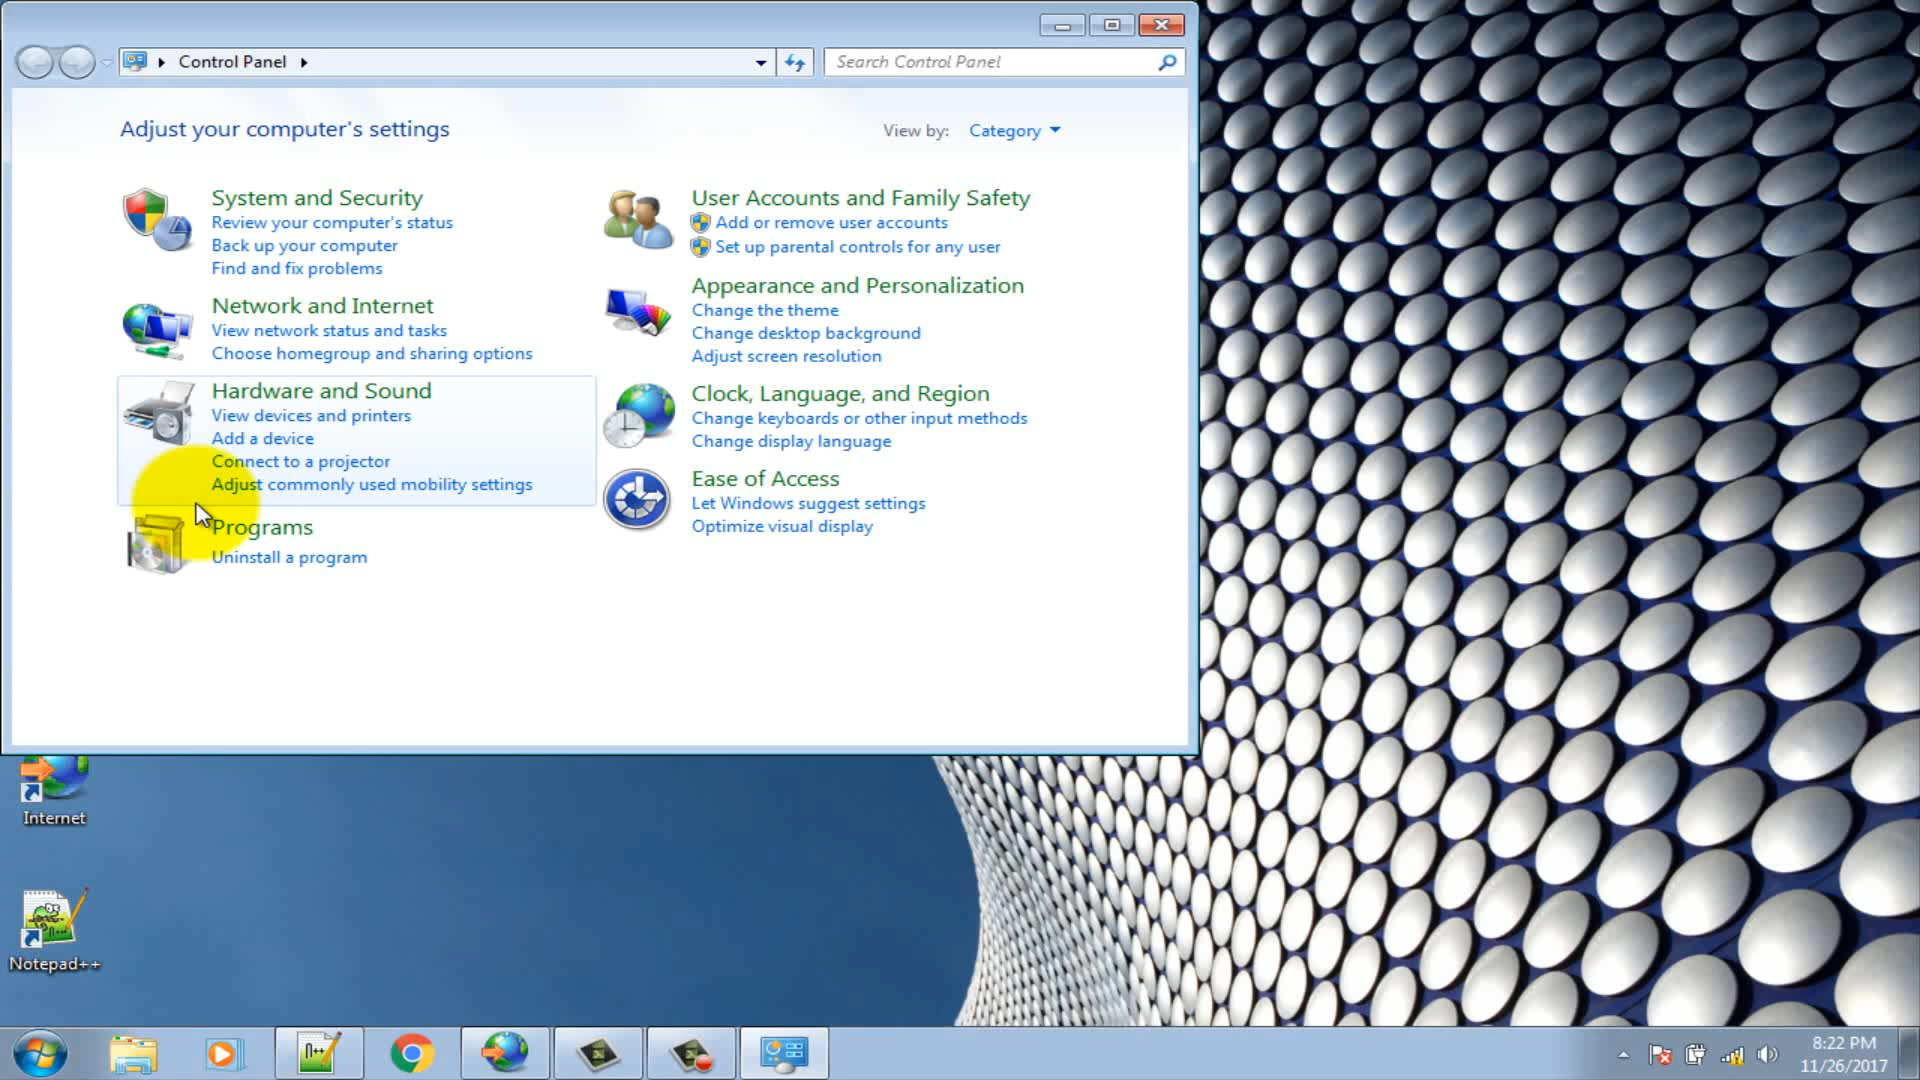 Control Panel
Search Control Panel
Adjust your computer's settings
View by: Category
System and Security
Review your computer's status
Back up your computer
Find and fix problems
Network and Internet
View network status and tasks
Choose homegroup and sharing options
Hardware and Sound
View devices and printers
Add a device
Connect to a projector
Adjust commonly used mobility settings
Programs
Uninstall a program
User Accounts and Family Safety
Add or remove user accounts
Set up parental controls for any user
Appearance and Personalization
Change the theme
Change desktop background
Adjust screen resolution
Clock, Language, and Region
Change keyboards or other input methods
Change display language
Ease of Access
Let Windows suggest settings
Optimize visual display
Internet
Notepad++
8:22 PM
11/26/2017